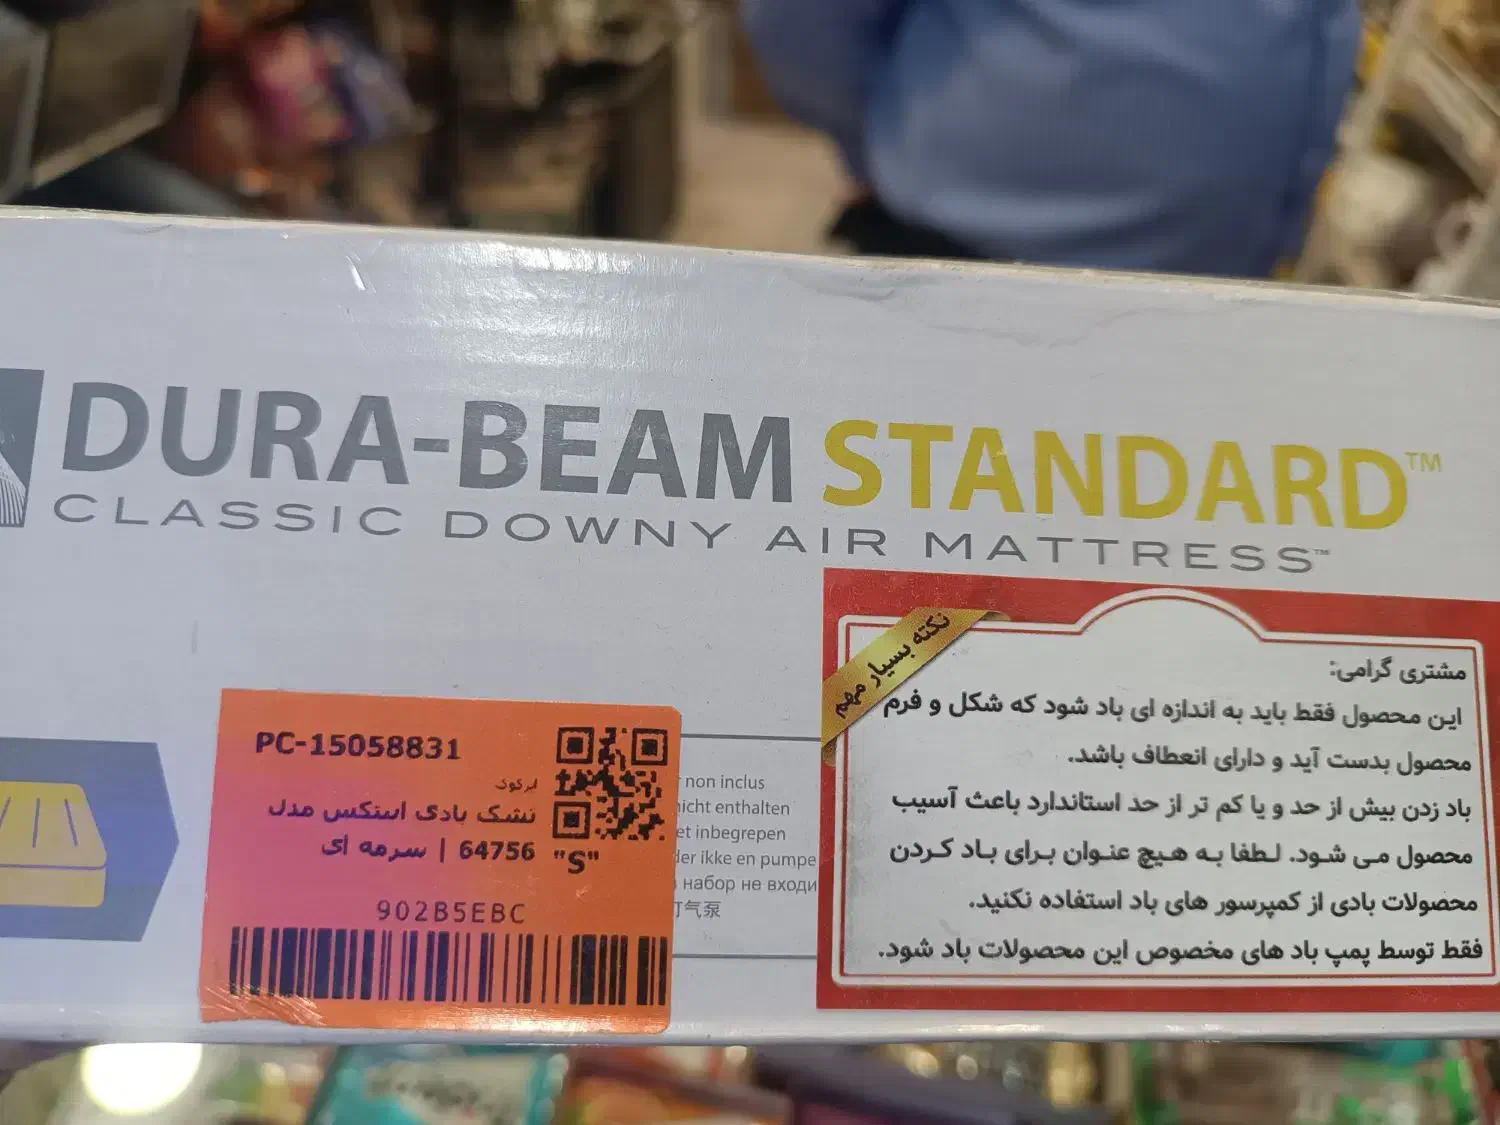 DURA-BEAM STANDARD™
CLASSIC DOWNY AIR MATTRESS™
PC-15058831
ایرکوک
تشک بادی اینتکس مدل
64756 | سرمه ای
"S"
902B5EBC
non inclus
nicht enthalten
et inbegrepen
der ikke en pumpe
набор не входи
气泵
نکته بسیار مهم
مشتری گرامی:
این محصول فقط باید به اندازه ای باد شود که شکل و فرم
محصول بدست آید و دارای انعطاف باشد.
باد زدن بیش از حد و یا کم تر از حد استاندارد باعث آسیب
محصول می شود. لطفا به هیچ عنوان برای باد کردن
محصولات بادی از کمپرسور های باد استفاده نکنید.
فقط توسط پمپ باد های مخصوص این محصولات باد شود.